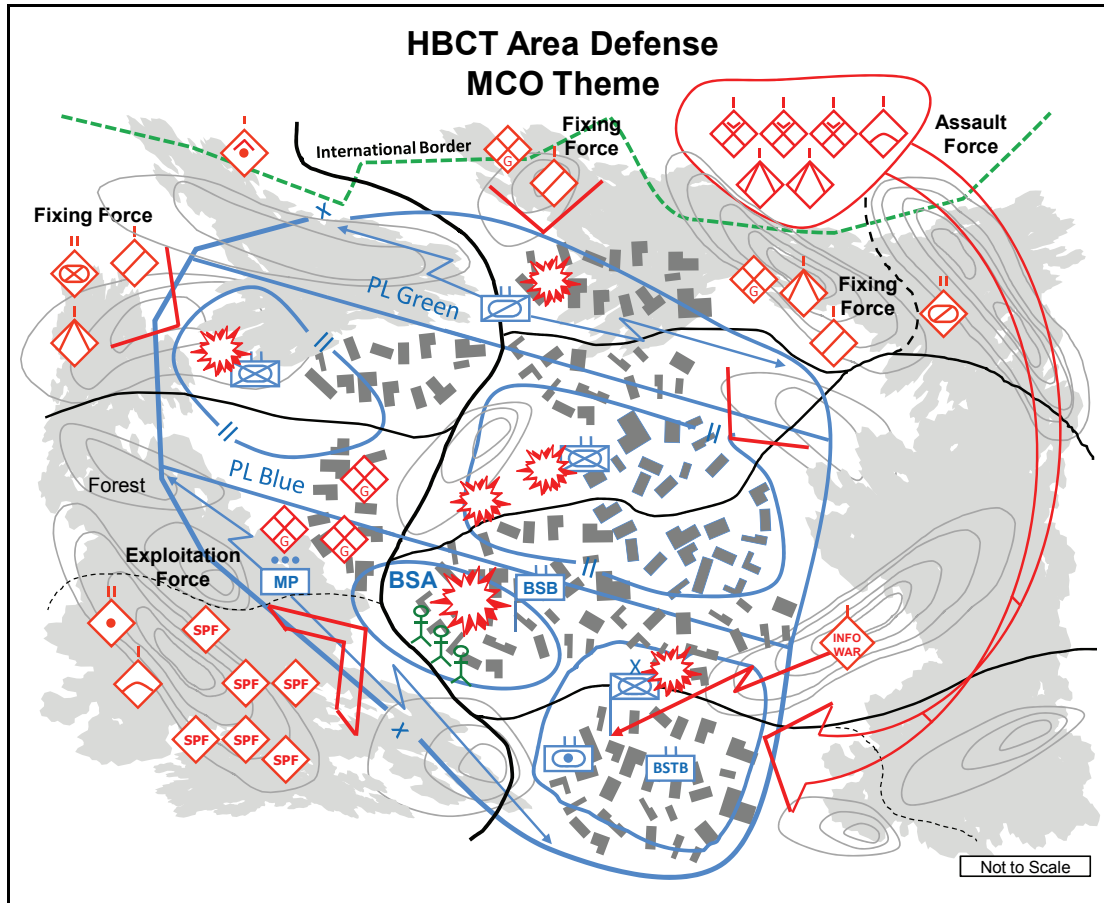 HBCT Area Defense
MCO Theme
International Border
Fixing
Force
G
Assault
Force
Fixing Force
PL Green
G
Fixing
Force
PL Blue
Forest
G
G
G
Exploitation
Force
MP
BSA
BSB
SPF
SPF
SPF
SPF
SPF
SPF
INFO
WAR
X
X
X
BSTB
Not to Scale